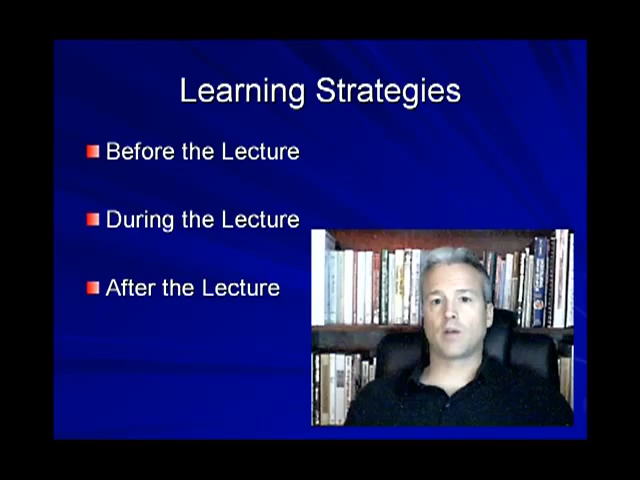 Learning Strategies
Before the Lecture
During the Lecture
After the Lecture